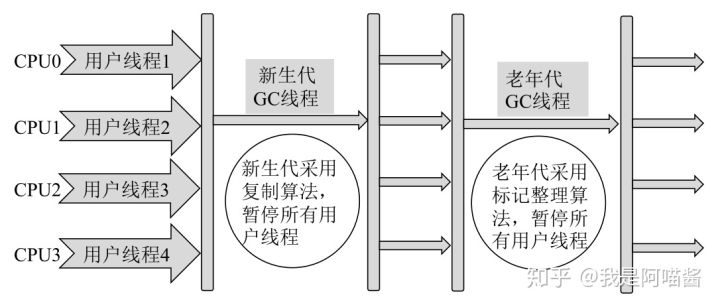 CPU0
用户线程1
CPU1
用户线程2
CPU2
用户线程3
CPU3
用户线程4
新生代
GC线程
新生代采用
复制算法，
暂停所有用
户线程
老年代
GC线程
老年代采用
标记整理算
法，暂停所
有用户线程
知乎 @我是阿喵酱